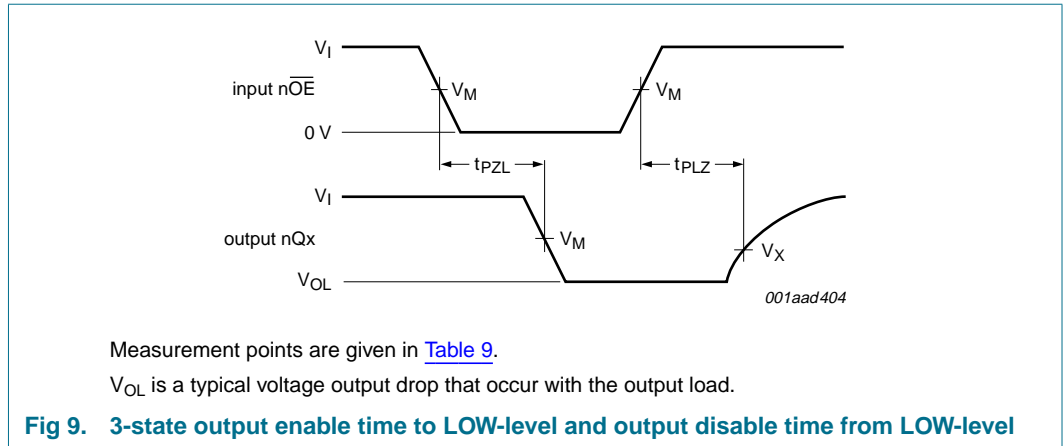 V_I
input nO̅E̅
V_M
V_M
0 V
t_PZL
t_PLZ
V_I
output nQx
V_M
V_X
V_OL
001aad404
Measurement points are given in Table 9.
V_OL is a typical voltage output drop that occur with the output load.
Fig 9. 3-state output enable time to LOW-level and output disable time from LOW-level